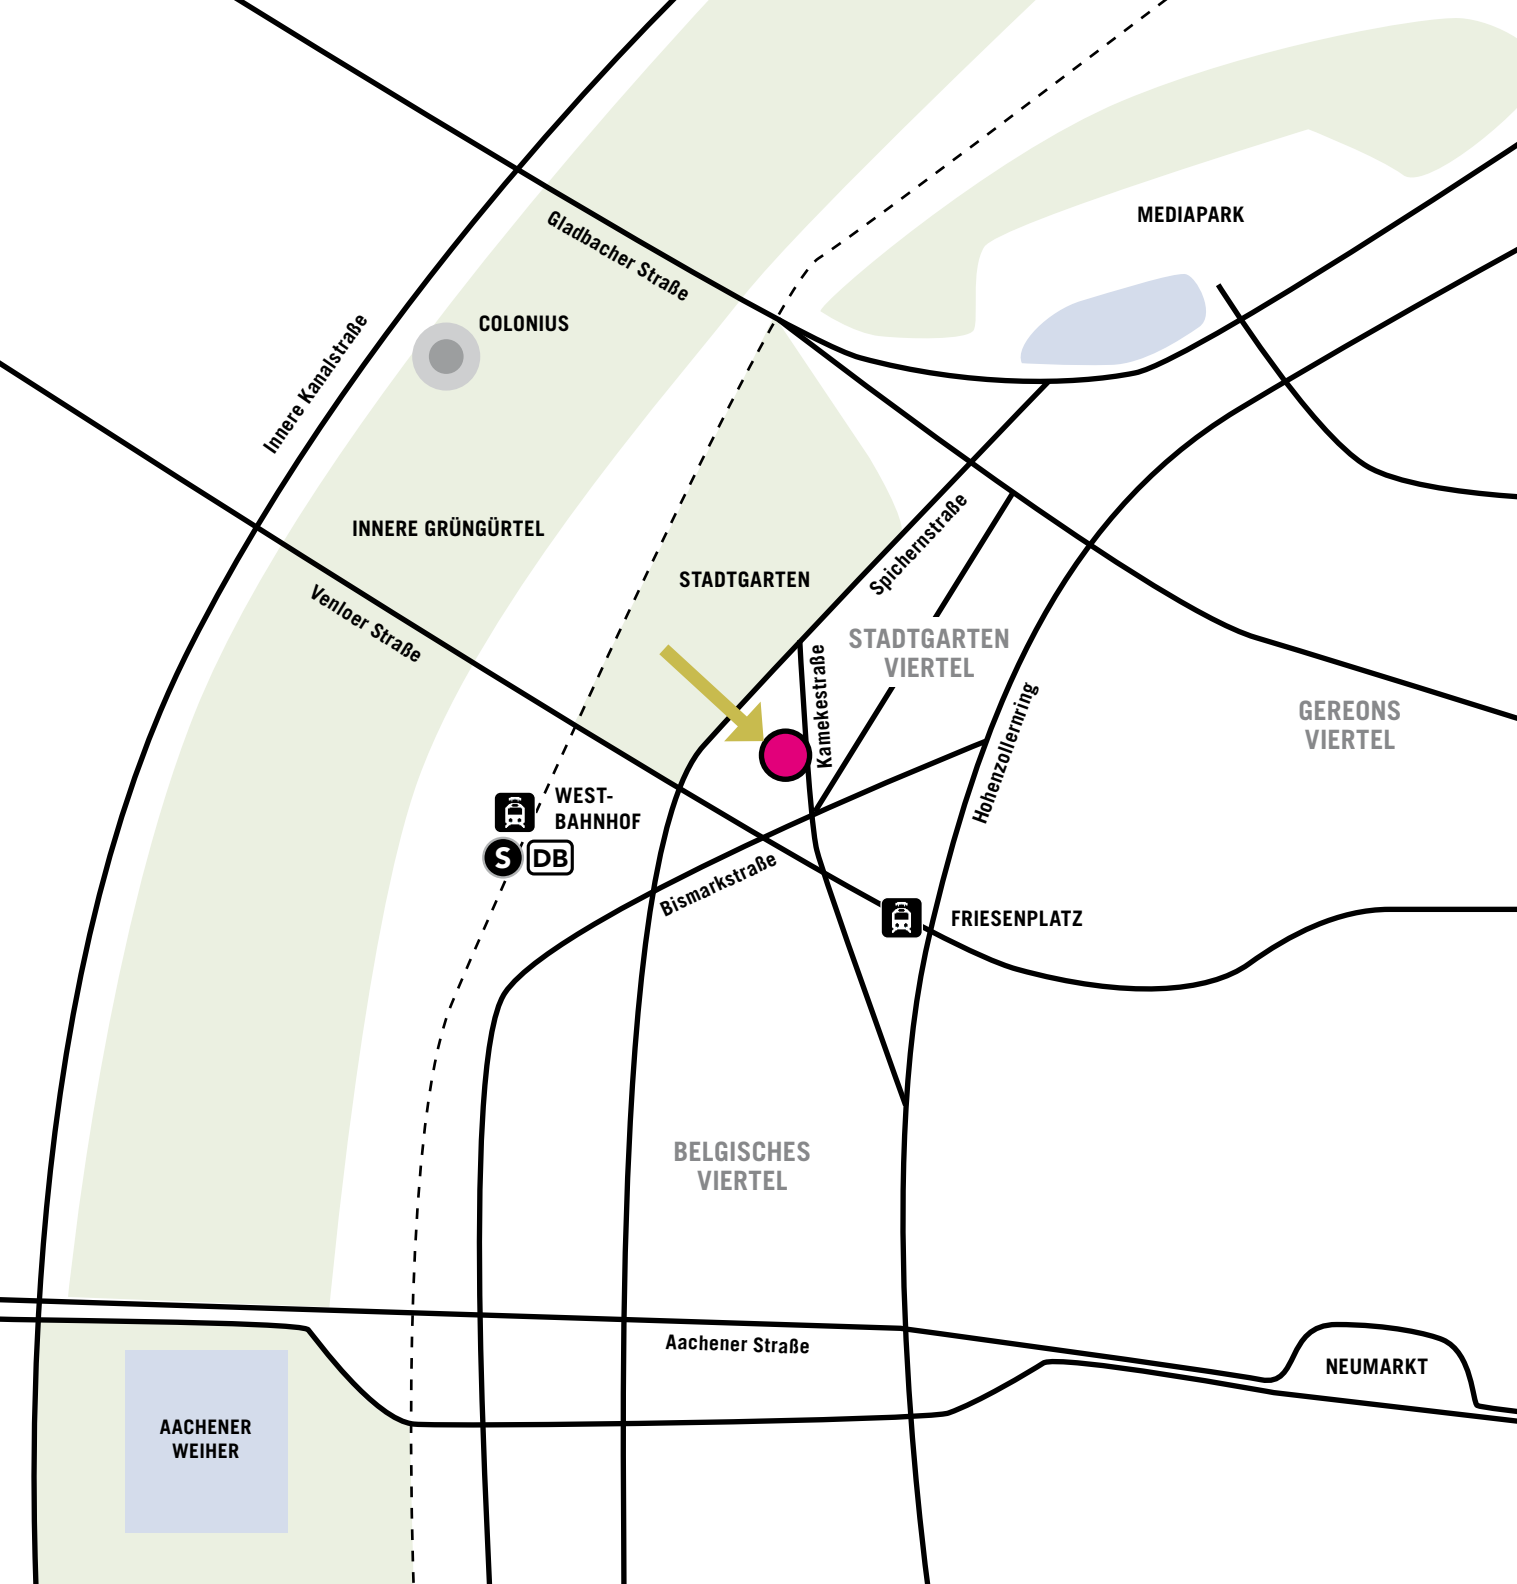 MEDIAPARK
Gladbacher Straße
COLONIUS
Innere Kanalstraße
INNERE GRÜNGÜRTEL
Spichernstraße
STADTGARTEN
Venloer Straße
STADTGARTEN
VIERTEL
Kamekestraße
Hohenzollernring
GEREONS
VIERTEL
WEST-
BAHNHOF
S DB
Bismarkstraße
FRIESENPLATZ
BELGISCHES
VIERTEL
Aachener Straße
NEUMARKT
AACHENER
WEIHER